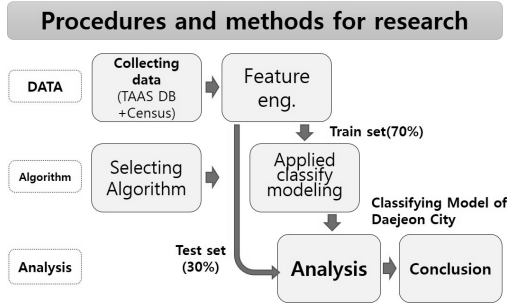 Procedures and methods for research
DATA
Collecting
data
(TAAS DB
+Census)
Feature
eng.
Train set(70%)
Algorithm
Selecting
Algorithm
Applied
classify
modeling
Classifying Model of
Daejeon City
Test set
(30%)
Analysis
Analysis
Conclusion